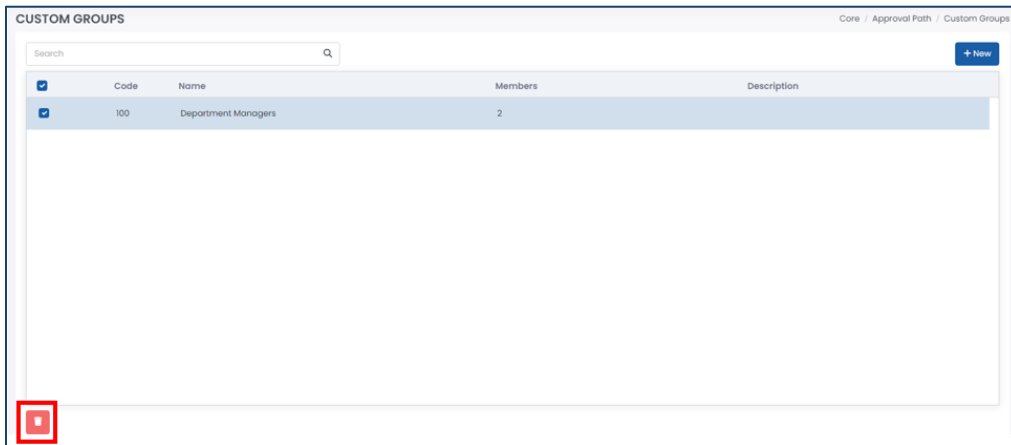 CUSTOM GROUPS
Core / Approval Path / Custom Groups
Search
+ New
Code Name Members Description
100 Department Managers 2